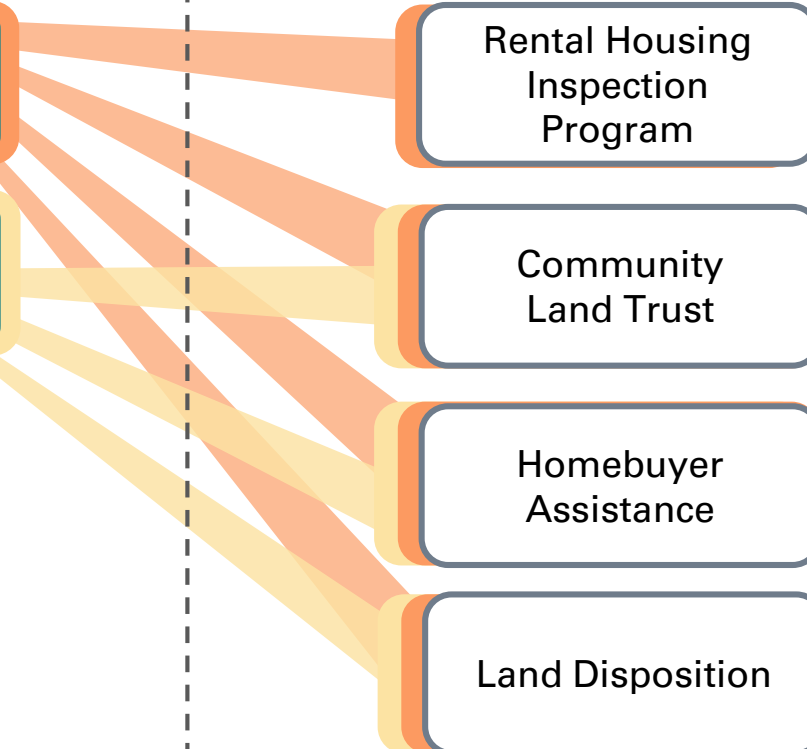 Rental Housing
Inspection
Program
Community
Land Trust
Homebuyer
Assistance
Land Disposition